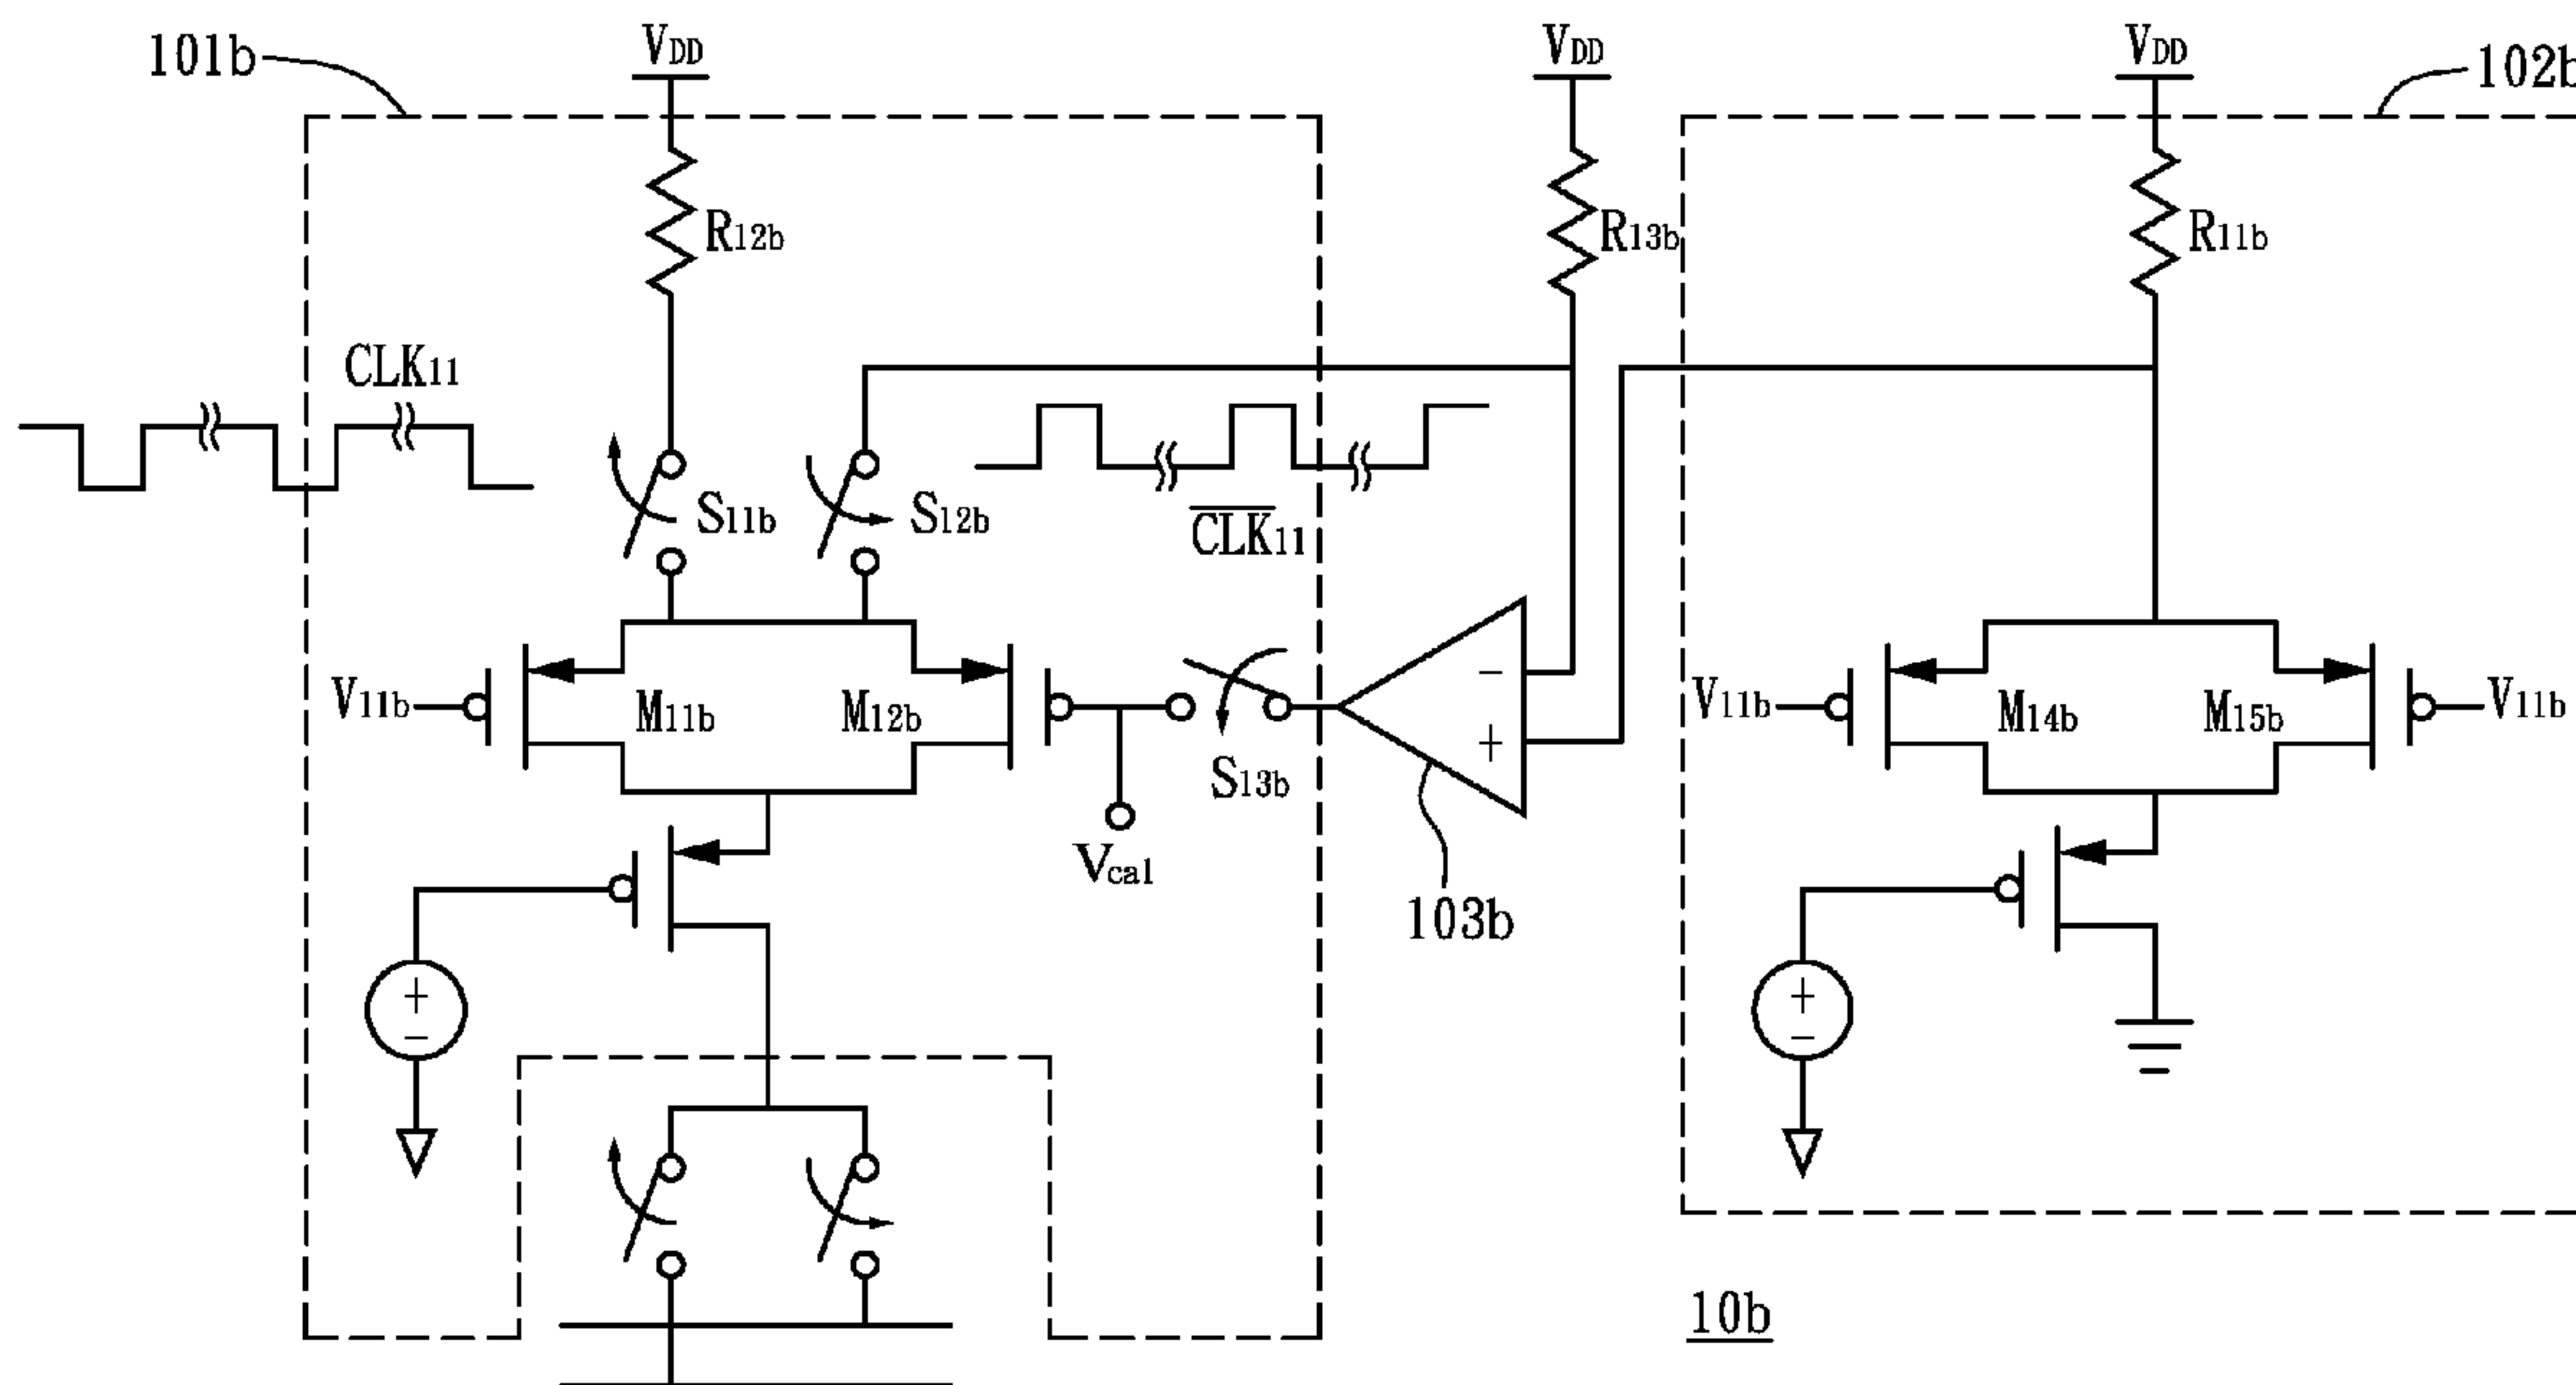 101b
VDD
VDD
VDD
102b
R12b
R13b
R11b
CLK11
S11b
S12b
CLK11
V11b
M11b
M12b
S13b
−
+
V11b
M14b
M15b
V11b
Vcal
103b
+
−
+
−
10b